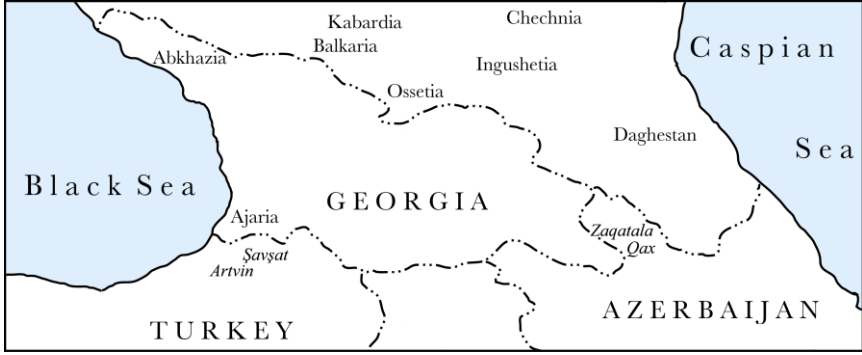 Kabardia
Balkaria
Chechnia
Abkhazia
Ingushetia
Ossetia
Caspian
Sea
Daghestan
Black Sea
GEORGIA
Ajaria
Zaqatala
Qax
Şavşat
Artvin
TURKEY
AZERBAIJAN